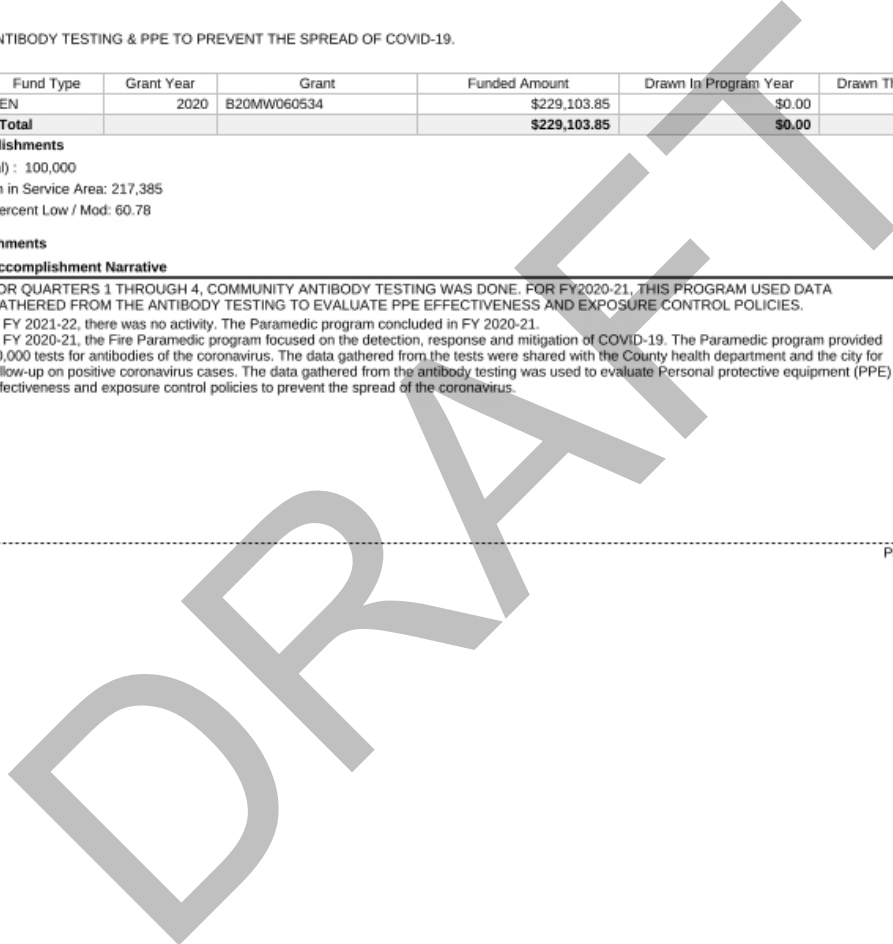 NTIBODY TESTING & PPE TO PREVENT THE SPREAD OF COVID-19.
Fund Type Grant Year Grant Funded Amount Drawn In Program Year Drawn Th
EN 2020 B20MW060534 $229,103.85 $0.00
Total $229,103.85 $0.00
lishments
al) : 100,000
n in Service Area: 217,385
ercent Low / Mod: 60.78
hments
ccomplishment Narrative
OR QUARTERS 1 THROUGH 4, COMMUNITY ANTIBODY TESTING WAS DONE. FOR FY2020-21, THIS PROGRAM USED DATA
ATHERED FROM THE ANTIBODY TESTING TO EVALUATE PPE EFFECTIVENESS AND EXPOSURE CONTROL POLICIES.
FY 2021-22, there was no activity. The Paramedic program concluded in FY 2020-21.
FY 2020-21, the Fire Paramedic program focused on the detection, response and mitigation of COVID-19. The Paramedic program provided
0,000 tests for antibodies of the coronavirus. The data gathered from the tests were shared with the County health department and the city for
llow-up on positive coronavirus cases. The data gathered from the antibody testing was used to evaluate Personal protective equipment (PPE)
fectiveness and exposure control policies to prevent the spread of the coronavirus.
P
DRAFT